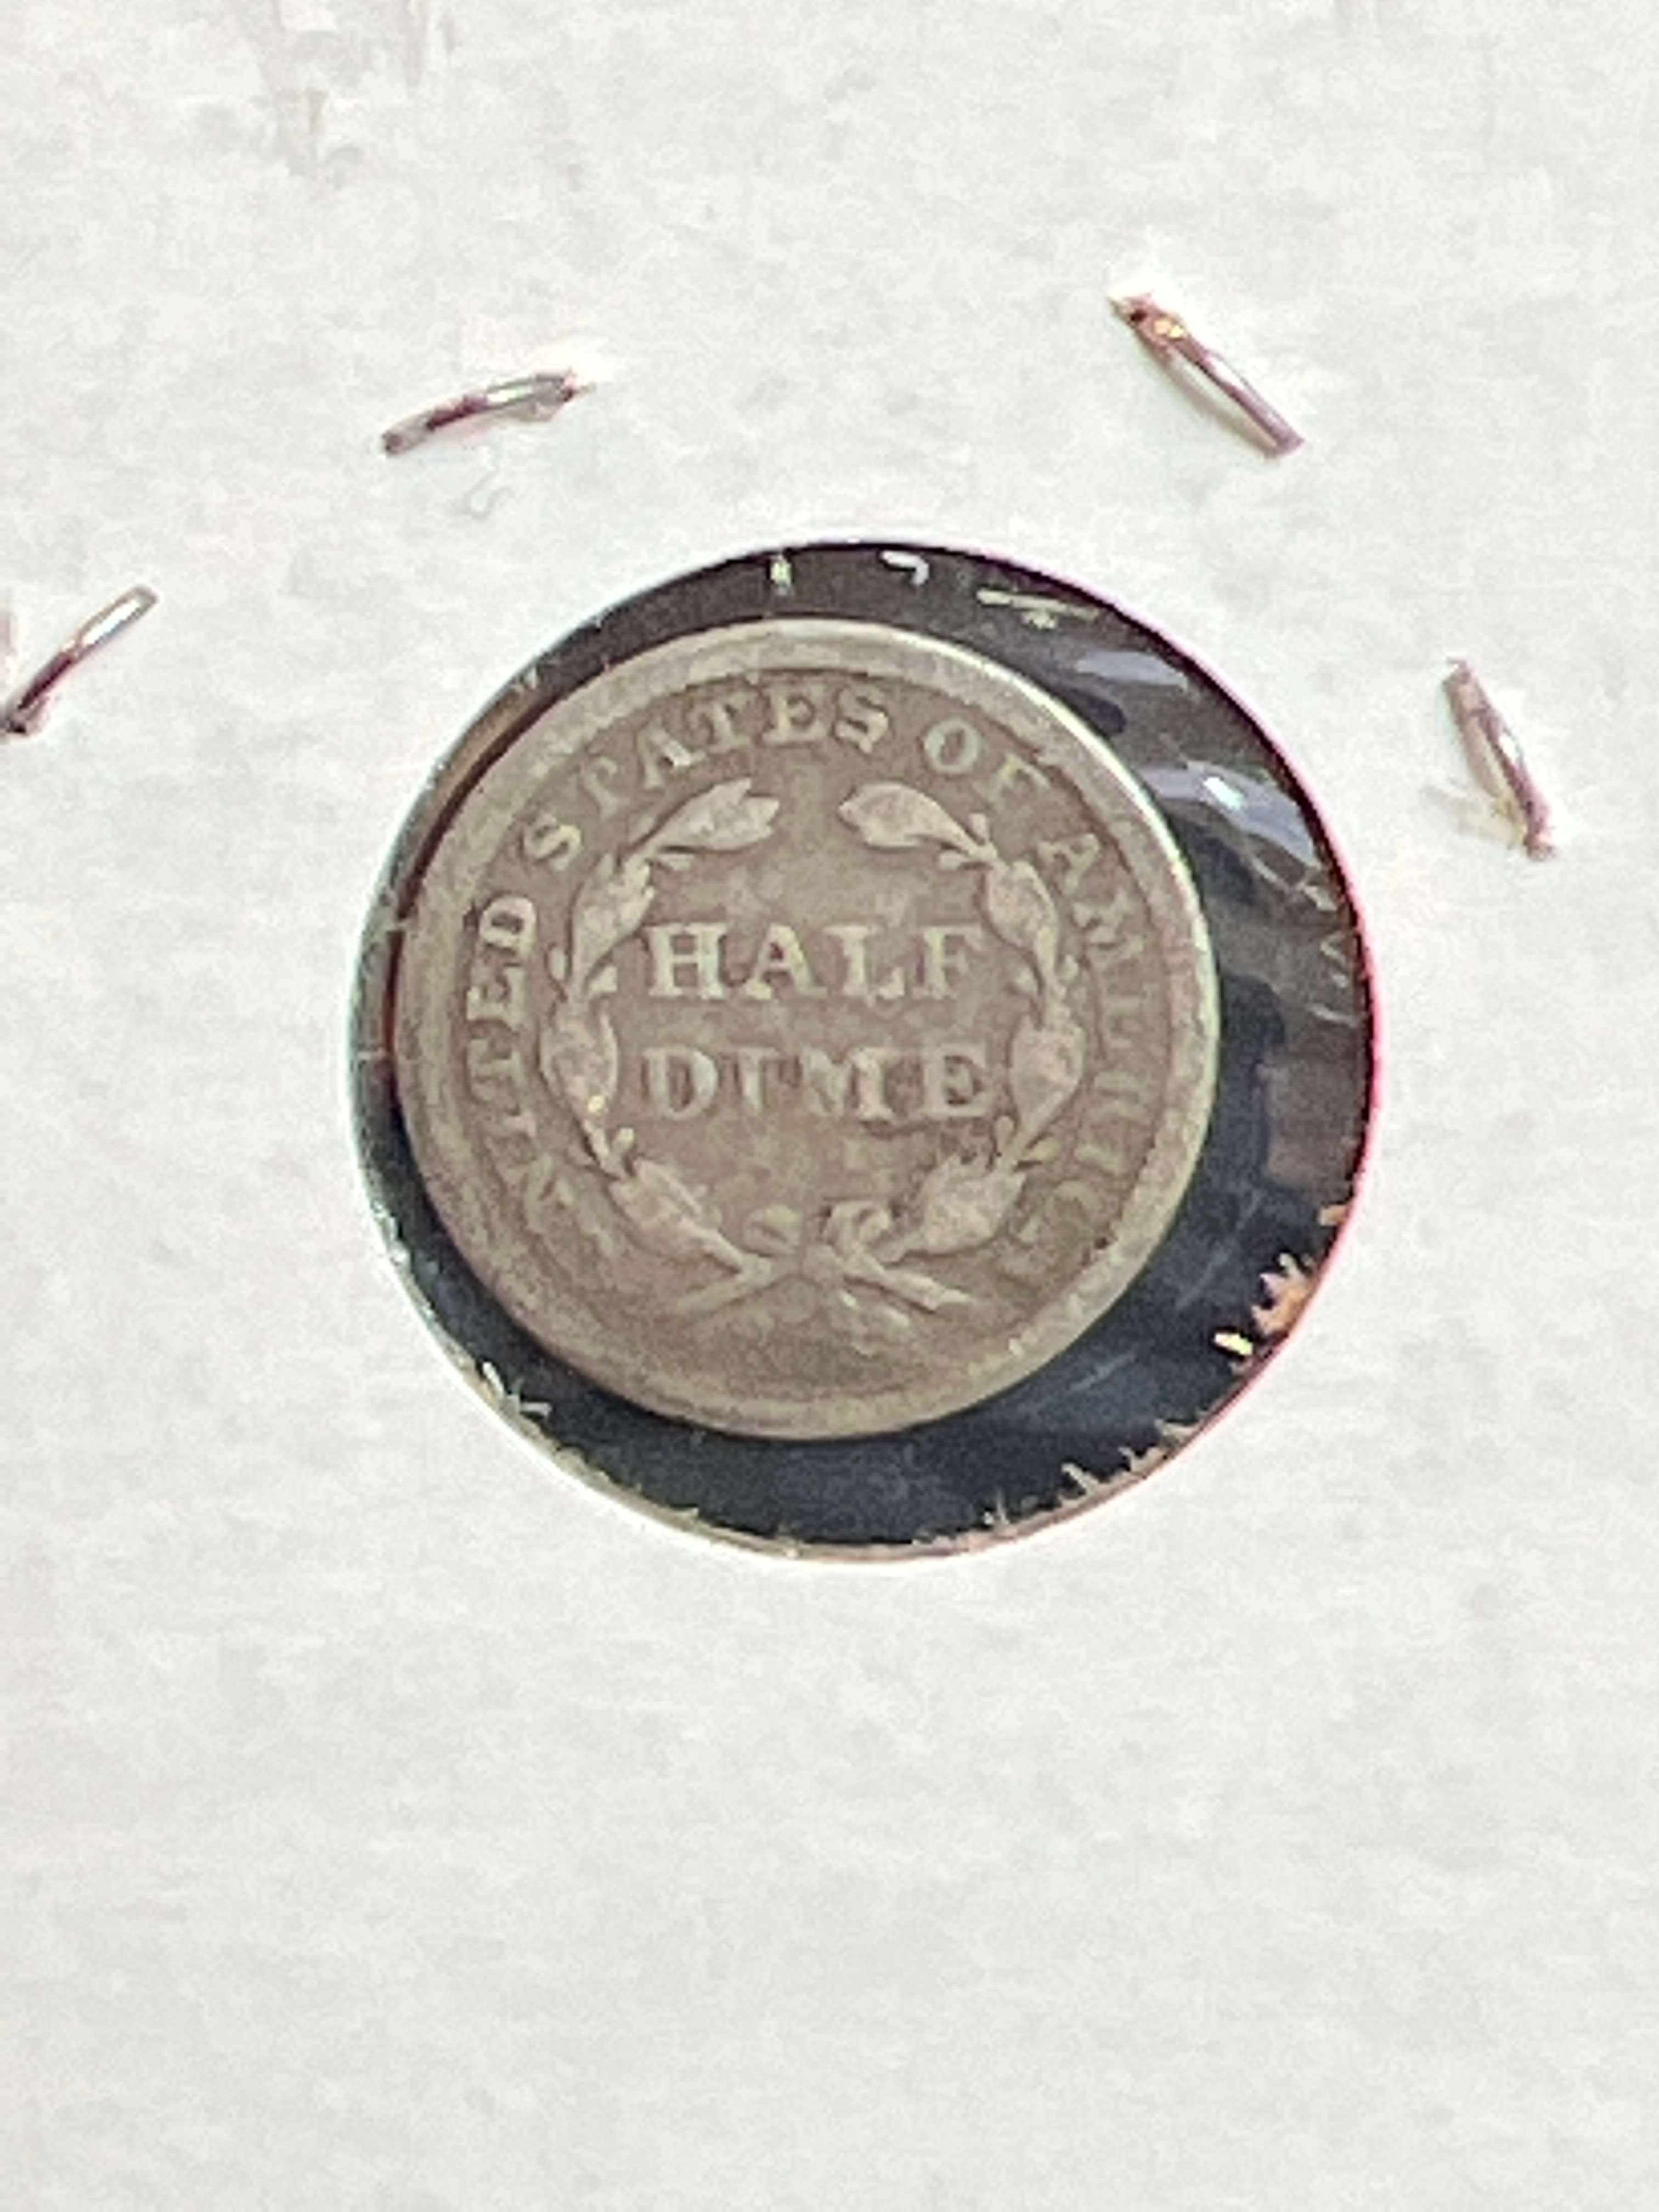 UNITED STATES OF AMERICA
HALF
DIME